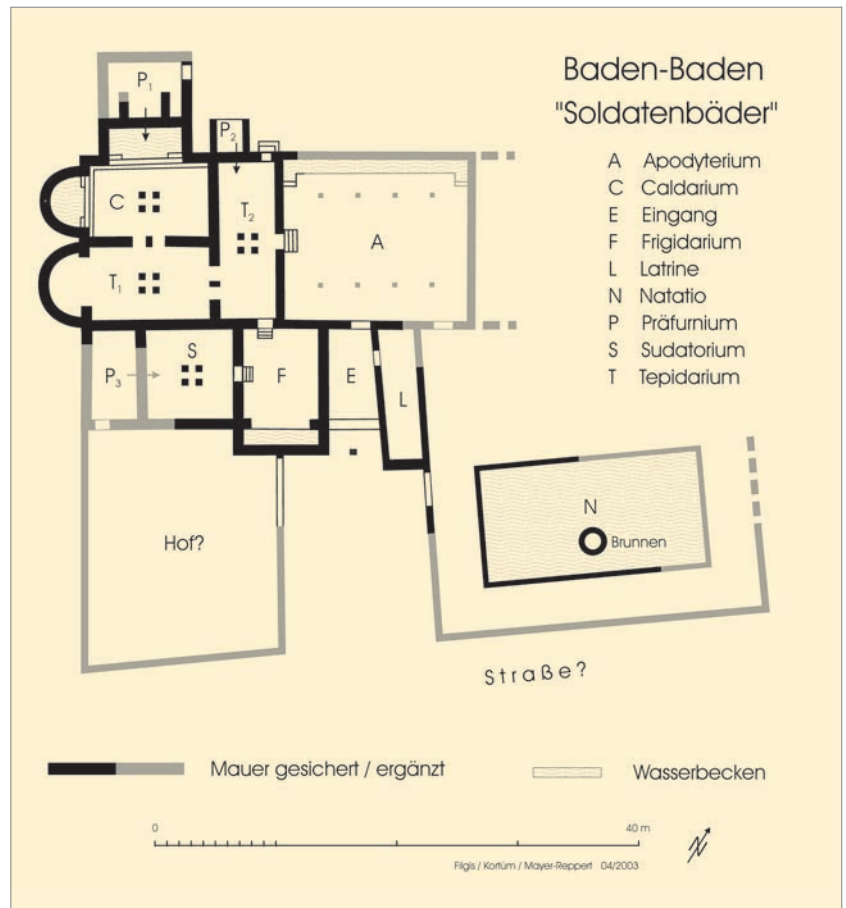 Baden-Baden
"Soldatenbäder"
A Apodyterium
C Caldarium
E Eingang
F Frigidarium
L Latrine
N Natatio
P Präfurnium
S Sudatorium
T Tepidarium
P₁
P₂
C
T₂
A
T₁
S
P₃
F
E
L
N
Brunnen
Hof?
Straße?
Mauer gesichert / ergänzt
Wasserbecken
0
40 m
N
Filgis / Kortüm / Mayer-Reppert 04/2003